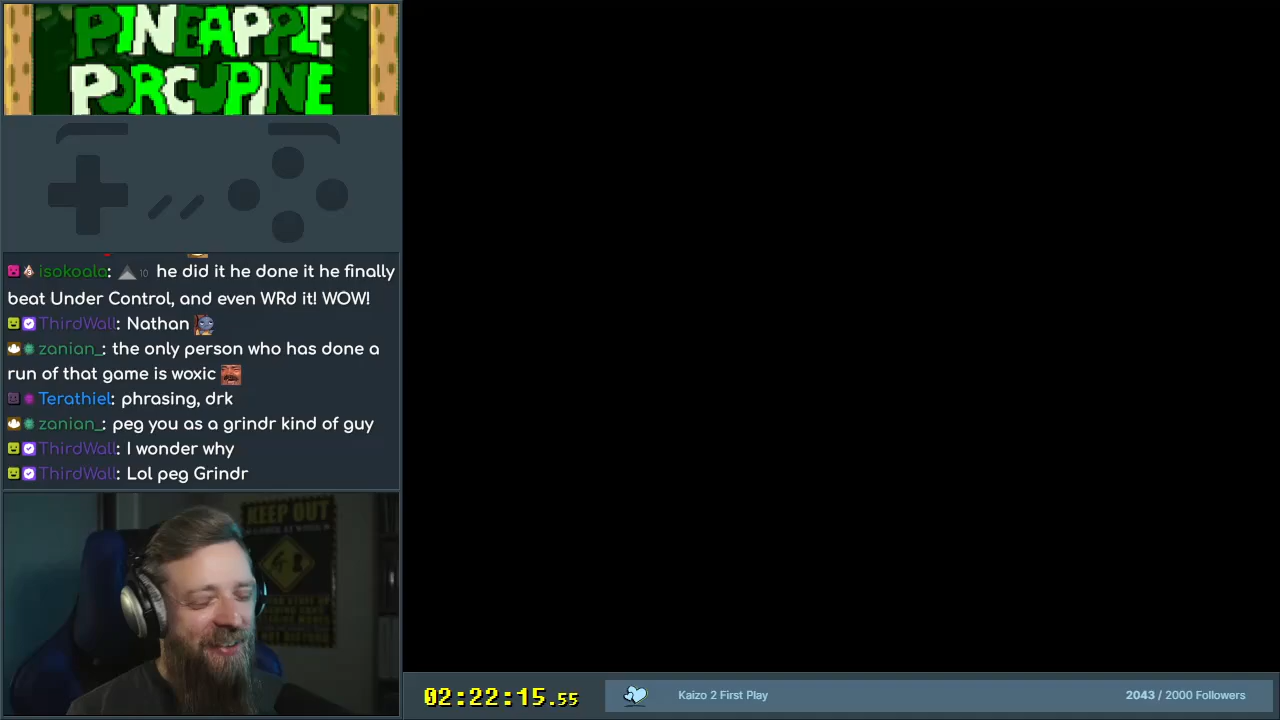 PINEAPPLE
PORCUPINE
isokoala: 10 he did it he done it he finally
beat Under Control, and even WRd it! WOW!
ThirdWall: Nathan
zanian_: the only person who has done a
run of that game is woxic
Terathiel: phrasing, drk
zanian_: peg you as a grindr kind of guy
ThirdWall: I wonder why
ThirdWall: Lol peg Grindr
KEEP OUT
02:22:15.55
Kaizo 2 First Play
2043 / 2000 Followers